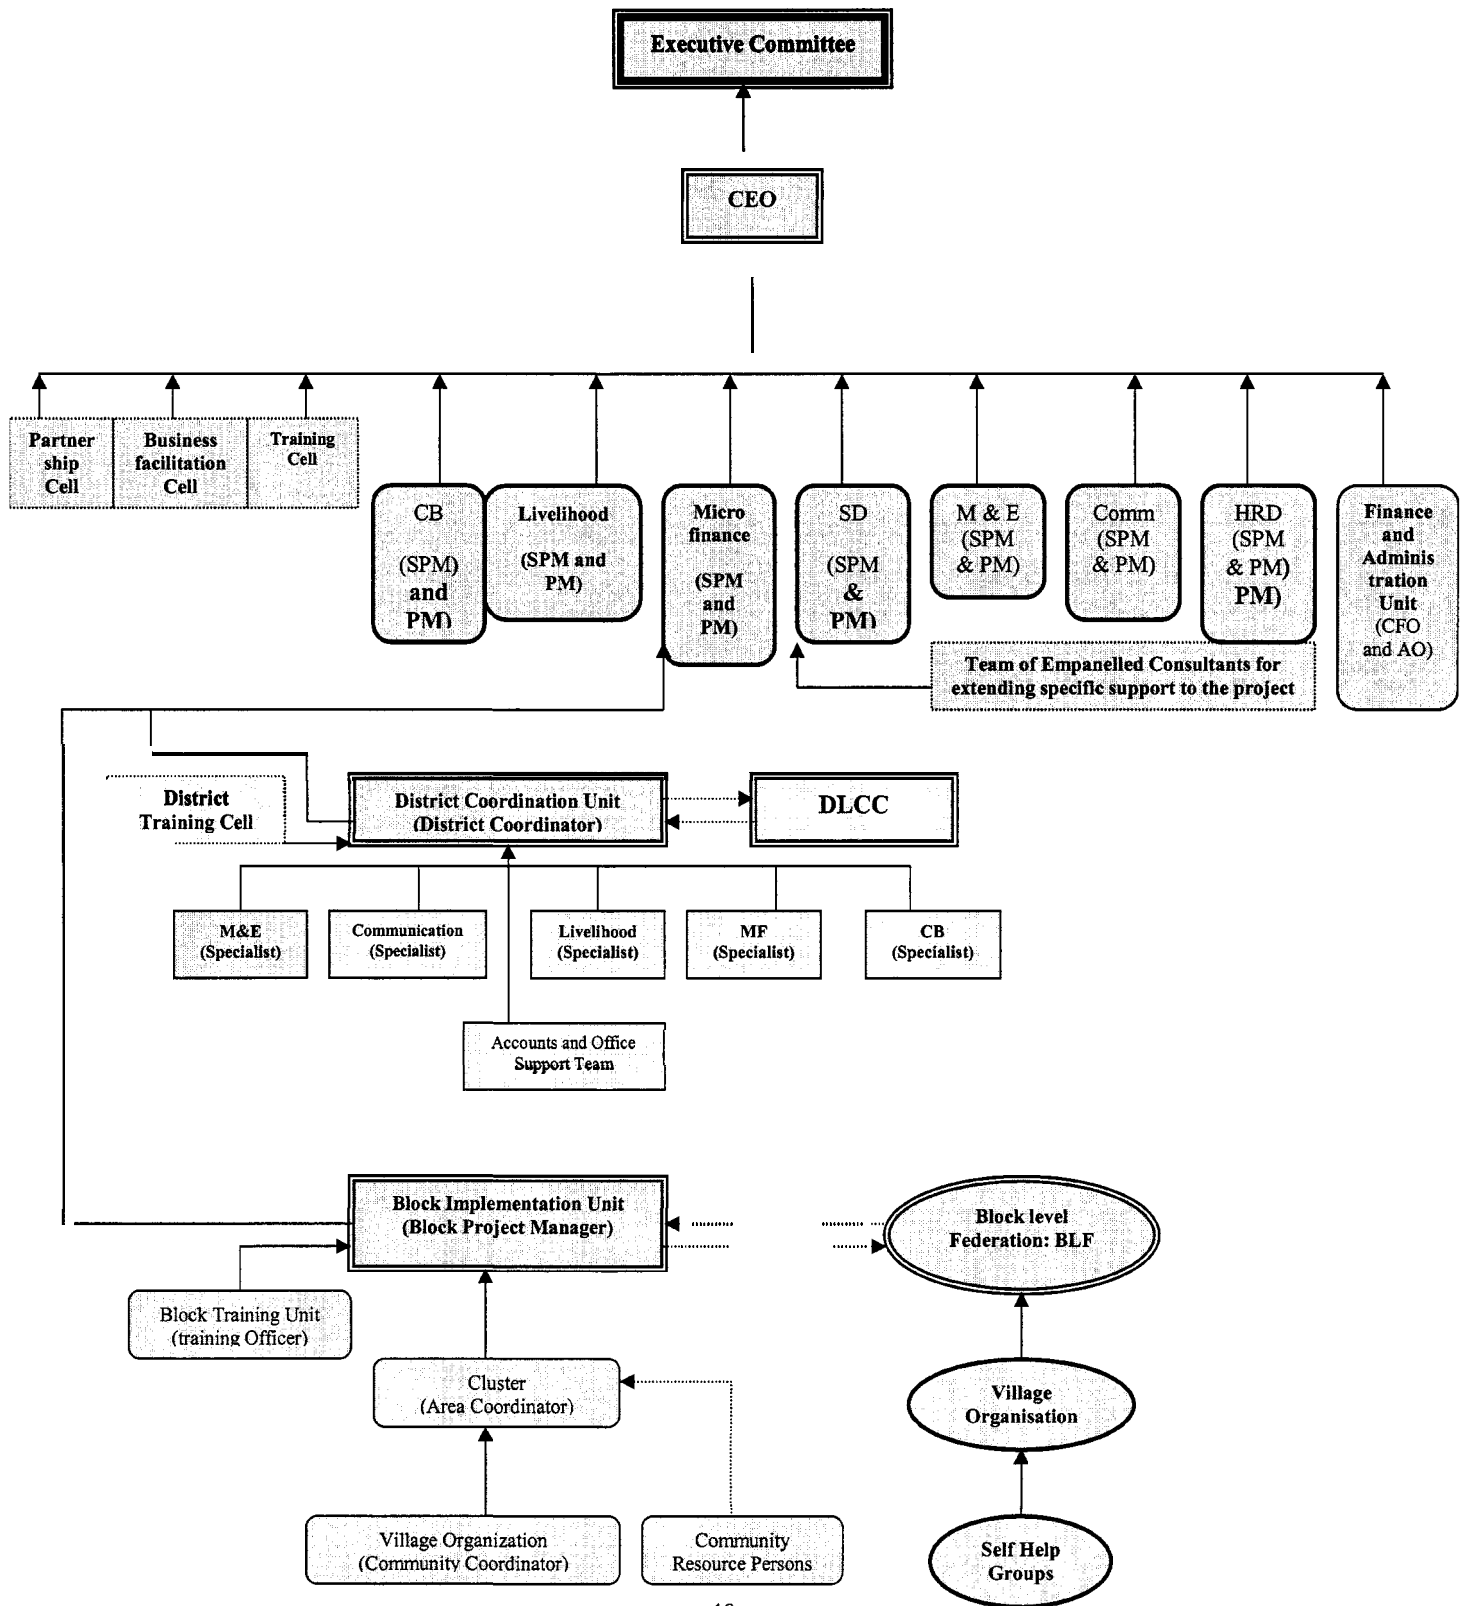 Executive Committee
CEO
Partner
ship
Cell
Business
facilitation
Cell
Training
Cell
CB
(SPM)
and
PM)
Livelihood
(SPM and
PM)
Micro
finance
(SPM
and
PM)
SD
(SPM
&
PM)
M & E
(SPM
& PM)
Comm
(SPM
& PM)
HRD
(SPM
& PM)
PM)
Finance
and
Adminis
tration
Unit
(CFO
and AO)
Team of Empanelled Consultants for
extending specific support to the project
District
Training Cell
District Coordination Unit
(District Coordinator)
DLCC
M&E
(Specialist)
Communication
(Specialist)
Livelihood
(Specialist)
MF
(Specialist)
CB
(Specialist)
Accounts and Office
Support Team
Block Implementation Unit
(Block Project Manager)
Block level
Federation: BLF
Block Training Unit
(training Officer)
Cluster
(Area Coordinator)
Village
Organisation
Village Organization
(Community Coordinator)
Community
Resource Persons
Self Help
Groups